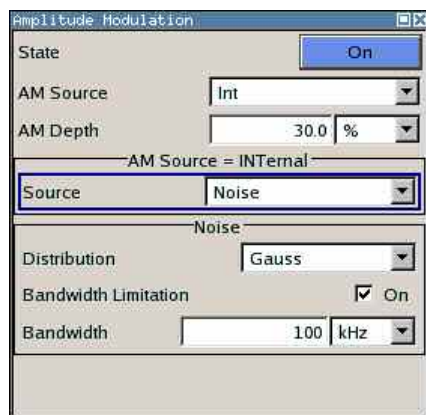 Amplitude Modulation
State On
AM Source Int
AM Depth 30.0 %
AM Source = INTernal
Source Noise
Noise
Distribution Gauss
Bandwidth Limitation On
Bandwidth 100 kHz